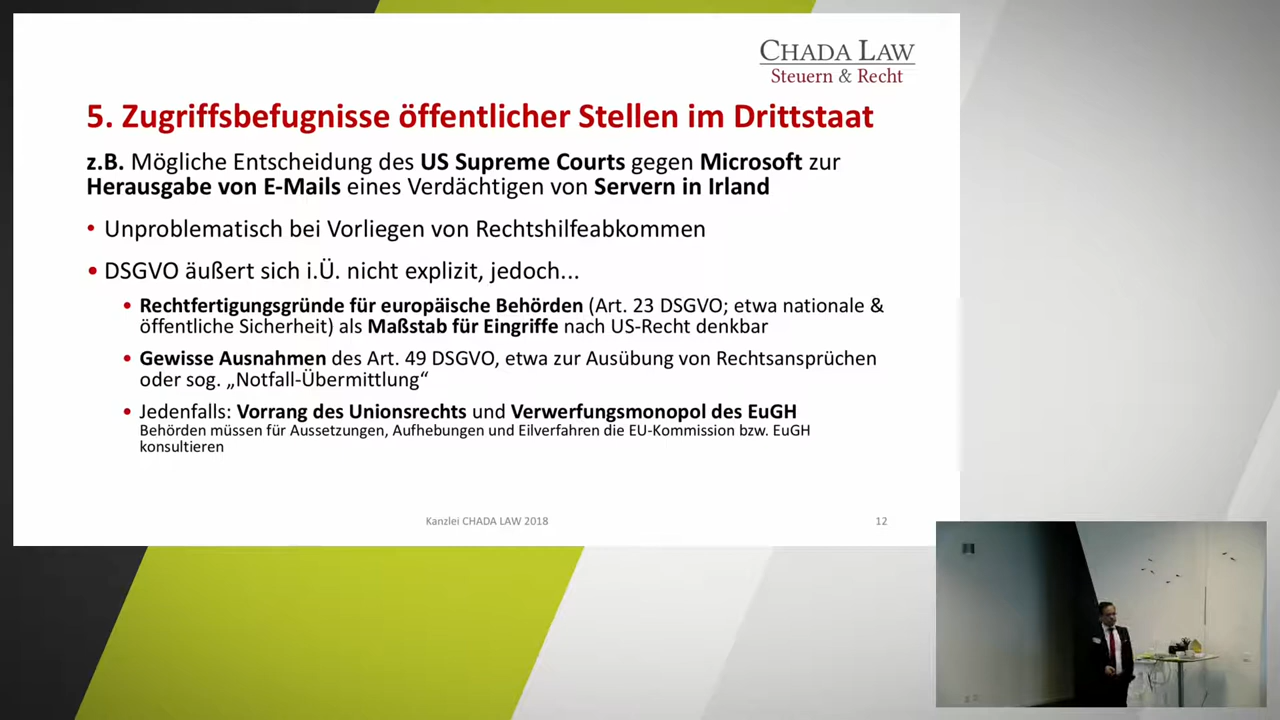 CHADA LAW
Steuern & Recht
5. Zugriffsbefugnisse öffentlicher Stellen im Drittstaat
z.B. Mögliche Entscheidung des US Supreme Courts gegen Microsoft zur
Herausgabe von E-Mails eines Verdächtigen von Servern in Irland
• Unproblematisch bei Vorliegen von Rechtshilfeabkommen
• DSGVO äußert sich i.Ü. nicht explizit, jedoch...
• Rechtfertigungsgründe für europäische Behörden (Art. 23 DSGVO; etwa nationale &
öffentliche Sicherheit) als Maßstab für Eingriffe nach US-Recht denkbar
• Gewisse Ausnahmen des Art. 49 DSGVO, etwa zur Ausübung von Rechtsansprüchen
oder sog. „Notfall-Übermittlung“
• Jedenfalls: Vorrang des Unionsrechts und Verwerfungsmonopol des EuGH
Behörden müssen für Aussetzungen, Aufhebungen und Eilverfahren die EU-Kommission bzw. EuGH
konsultieren
Kanzlei CHADA LAW 2018
12